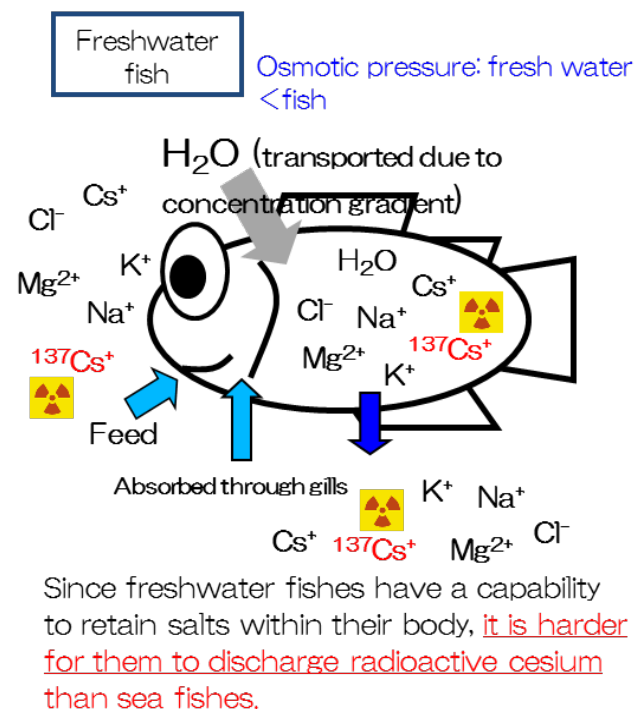 Freshwater
fish
Osmotic pressure: fresh water
<fish
H₂O (transported due to
concentration gradient)
Cs⁺
Cl⁻
K⁺
Mg²⁺
Na⁺
¹³⁷Cs⁺
Feed
H₂O
Cs⁺
Cl⁻
Na⁺
¹³⁷Cs⁺
Mg²⁺
K⁺
Absorbed through gills
K⁺
Na⁺
Cs⁺
¹³⁷Cs⁺
Mg²⁺
Cl⁻
Since freshwater fishes have a capability
to retain salts within their body, it is harder
for them to discharge radioactive cesium
than sea fishes.